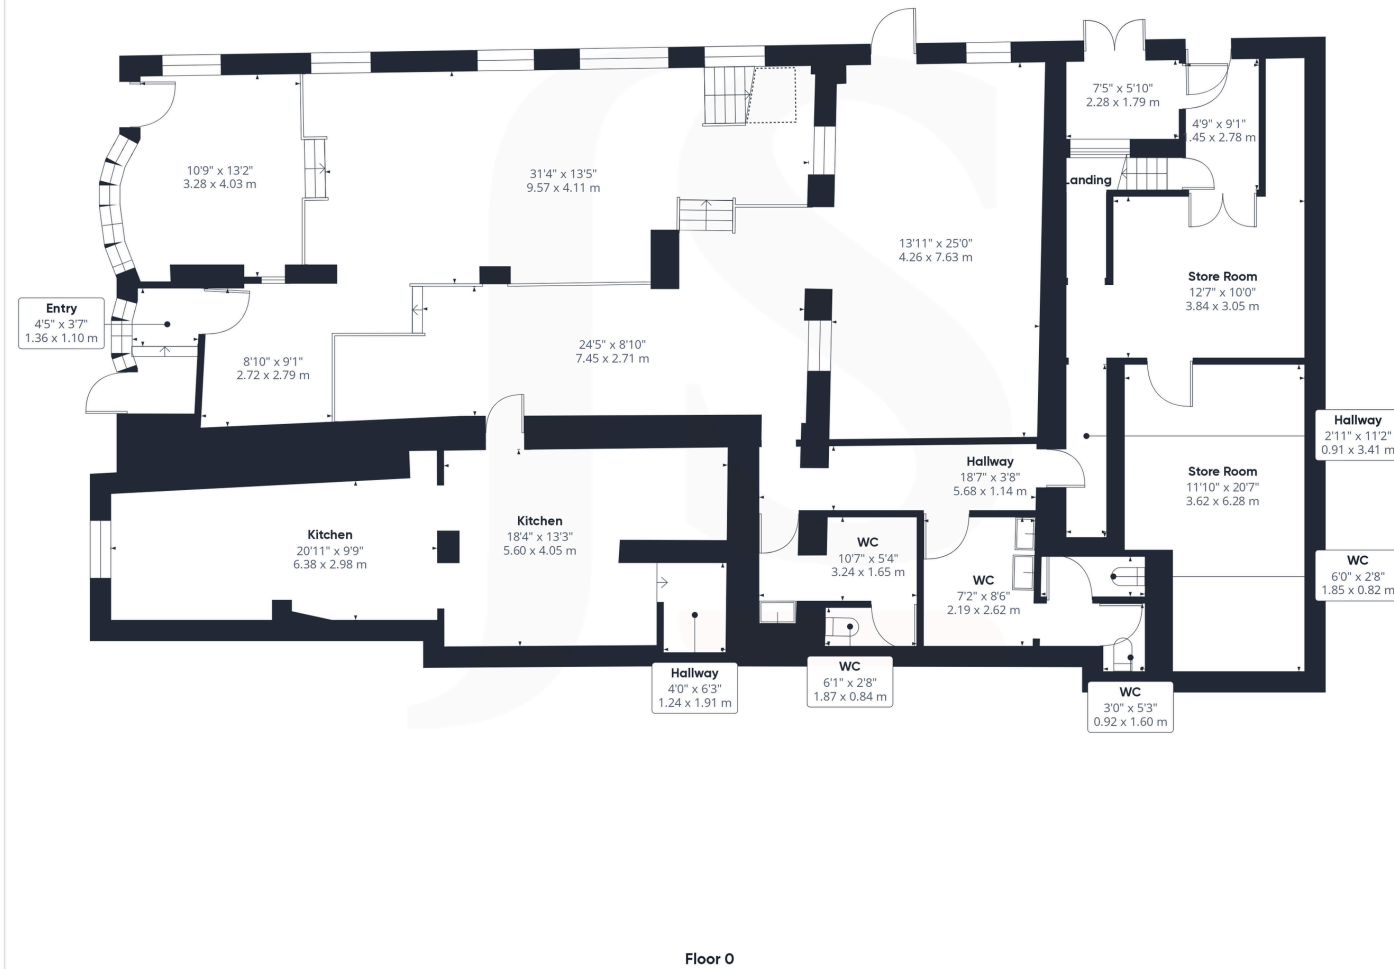 7'5" x 5'10"
2.28 x 1.79 m
4'9" x 9'1"
1.45 x 2.78 m
10'9" x 13'2"
3.28 x 4.03 m
31'4" x 13'5"
9.57 x 4.11 m
Landing
13'11" x 25'0"
4.26 x 7.63 m
Store Room
12'7" x 10'0"
3.84 x 3.05 m
Entry
4'5" x 3'7"
1.36 x 1.10 m
8'10" x 9'1"
2.72 x 2.79 m
24'5" x 8'10"
7.45 x 2.71 m
Hallway
2'11" x 11'2"
0.91 x 3.41 m
Hallway
18'7" x 3'8"
5.68 x 1.14 m
Store Room
11'10" x 20'7"
3.62 x 6.28 m
Kitchen
20'11" x 9'9"
6.38 x 2.98 m
Kitchen
18'4" x 13'3"
5.60 x 4.05 m
WC
10'7" x 5'4"
3.24 x 1.65 m
WC
7'2" x 8'6"
2.19 x 2.62 m
WC
6'0" x 2'8"
1.85 x 0.82 m
Hallway
4'0" x 6'3"
1.24 x 1.91 m
WC
6'1" x 2'8"
1.87 x 0.84 m
WC
3'0" x 5'3"
0.92 x 1.60 m
Floor 0